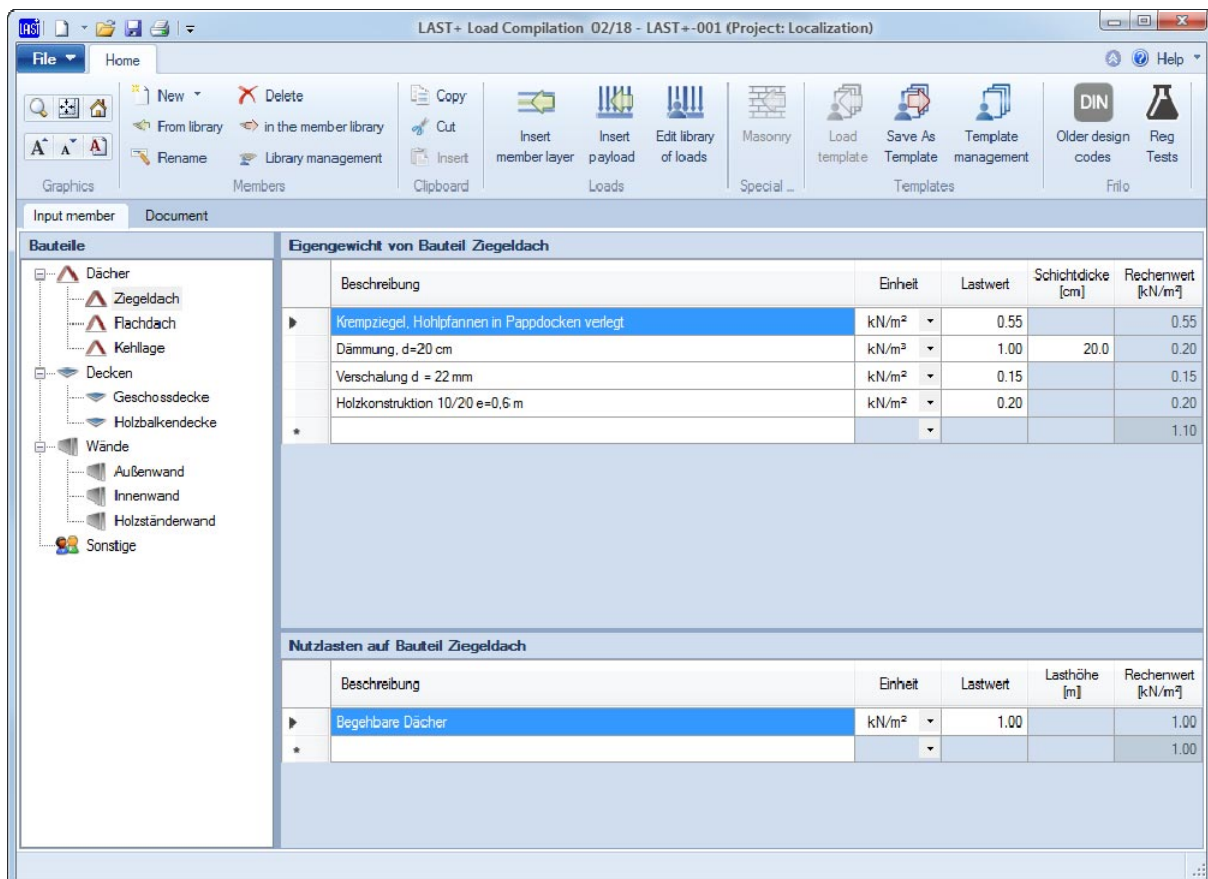 LAST LAST+ Load Compilation 02/18 - LAST+-001 (Project: Localization)
File Home Help
New Delete Copy
From library in the member library Cut
Rename Library management Insert
Insert member layer
Insert payload
Edit library of loads
Masonry
Load template
Save As Template
Template management
DIN
Older design codes
Reg Tests
Graphics Members Clipboard Loads Special ... Templates Frilo
Input member Document
Bauteile
Dächer
Ziegeldach
Flachdach
Kehllage
Decken
Geschossdecke
Holzbalkendecke
Wände
Außenwand
Innenwand
Holzständerwand
Sonstige
Eigengewicht von Bauteil Ziegeldach
Beschreibung Einheit Lastwert Schichtdicke [cm] Rechenwert [kN/m²]
Krempziegel, Hohlpfannen in Pappdocken verlegt kN/m² 0.55 0.55
Dämmung, d=20 cm kN/m³ 1.00 20.0 0.20
Verschalung d = 22 mm kN/m² 0.15 0.15
Holzkonstruktion 10/20 e=0,6 m kN/m² 0.20 0.20
* 1.10
Nutzlasten auf Bauteil Ziegeldach
Beschreibung Einheit Lastwert Lasthöhe [m] Rechenwert [kN/m²]
Begehbare Dächer kN/m² 1.00 1.00
* 1.00